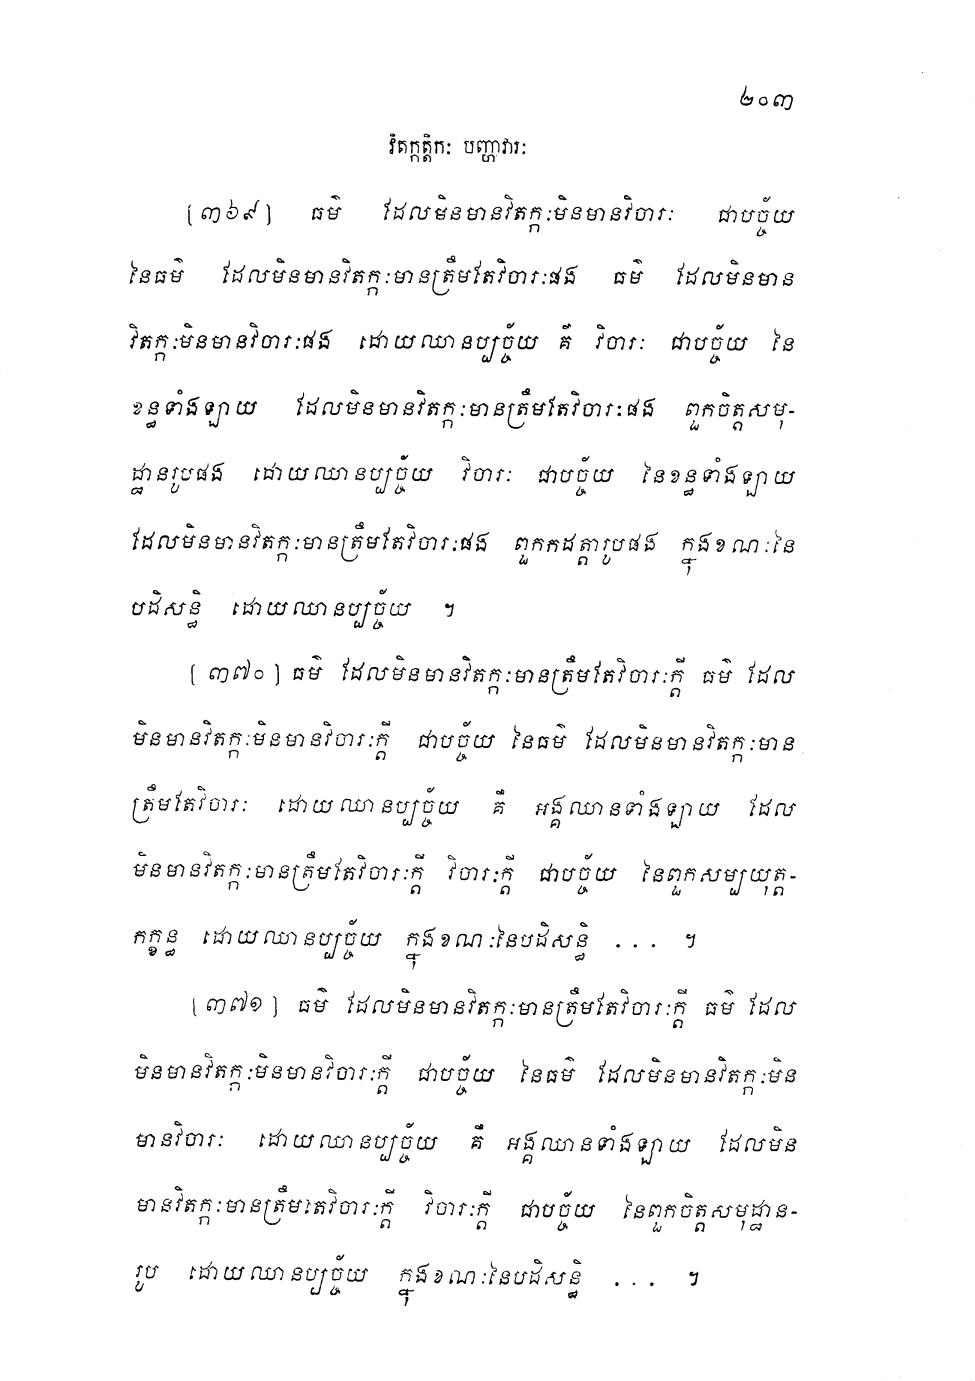 ២០៣
វិតក្កត្តិកៈ បញ្ហាវារៈ
[៣៦៩] ធម៌ ដែលមិនមានវិតក្កៈមិនមានវិចារៈ ជាបច្ច័យ
នៃធម៌ ដែលមិនមានវិតក្កៈមានត្រឹមតែវិចារៈផង ធម៌ ដែលមិនមាន
វិតក្កៈមិនមានវិចារៈផង ដោយឈានប្បច្ច័យ គឺ វិចារៈ ជាបច្ច័យ នៃ
ខន្ធទាំងឡាយ ដែលមិនមានវិតក្កៈមានត្រឹមតែវិចារៈផង ពួកចិត្តសមុ-
ដ្ឋានរូបផង ដោយឈានប្បច្ច័យ វិចារៈ ជាបច្ច័យ នៃខន្ធទាំងឡាយ
ដែលមិនមានវិតក្កៈមានត្រឹមតែវិចារៈផង ពួកកដត្តារូបផង ក្នុងខណៈនៃ
បដិសន្ធិ ដោយឈានប្បច្ច័យ ។
[៣៧០] ធម៌ ដែលមិនមានវិតក្កៈមានត្រឹមតែវិចារៈក្តី ធម៌ ដែល
មិនមានវិតក្កៈមិនមានវិចារៈក្តី ជាបច្ច័យ នៃធម៌ ដែលមិនមានវិតក្កៈមាន
ត្រឹមតែវិចារៈ ដោយឈានប្បច្ច័យ គឺ អង្គឈានទាំងឡាយ ដែល
មិនមានវិតក្កៈមានត្រឹមតែវិចារៈក្តី វិចារៈក្តី ជាបច្ច័យ នៃពួកសម្បយុត្ត-
កក្ខន្ធ ដោយឈានប្បច្ច័យ ក្នុងខណៈនៃបដិសន្ធិ ... ។
[៣៧១] ធម៌ ដែលមិនមានវិតក្កៈមានត្រឹមតែវិចារៈក្តី ធម៌ ដែល
មិនមានវិតក្កៈមិនមានវិចារៈក្តី ជាបច្ច័យ នៃធម៌ ដែលមិនមានវិតក្កៈមិន
មានវិចារៈ ដោយឈានប្បច្ច័យ គឺ អង្គឈានទាំងឡាយ ដែលមិន
មានវិតក្កៈមានត្រឹមតែវិចារៈក្តី វិចារៈក្តី ជាបច្ច័យ នៃពួកចិត្តសមុដ្ឋាន-
រូប ដោយឈានប្បច្ច័យ ក្នុងខណៈនៃបដិសន្ធិ ... ។